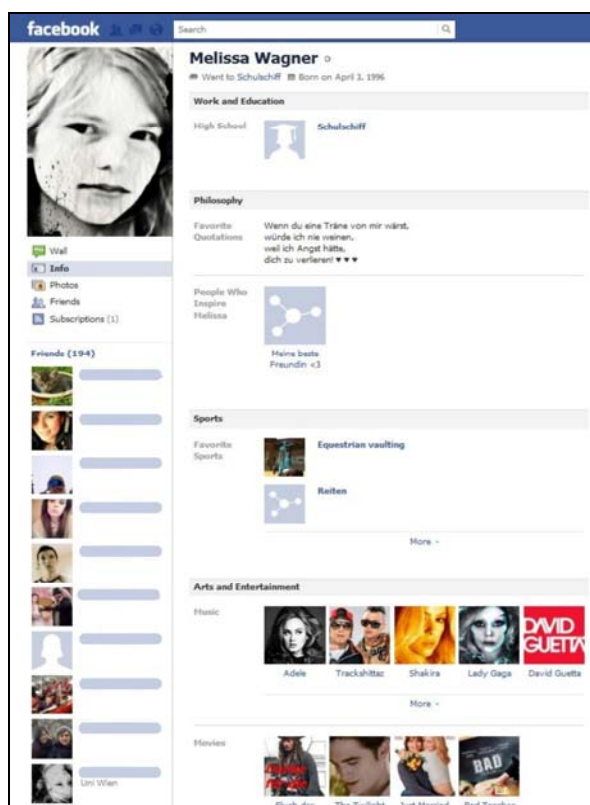 facebook
Search
Melissa Wagner
Went to Schulschiff Born on April 3, 1996
Work and Education
High School
Schulschiff
Philosophy
Favorite
Quotations
Wenn du eine Träne von mir wärst,
würde ich nie weinen,
weil ich Angst hätte,
dich zu verlieren! ♥ ♥ ♥
People Who
Inspire
Melissa
Meine beste
Freundin <3
Sports
Favorite
Sports
Equestrian vaulting
Reiten
More
Arts and Entertainment
Music
DAVID
GUETTA
Adele
Trackshittaz
Shakira
Lady Gaga
David Guetta
More
Movies
BAD
The Twilight
Just Married
Bad Teacher
Wall
Info
Photos
Friends
Subscriptions (1)
Friends (194)
Uni Wien